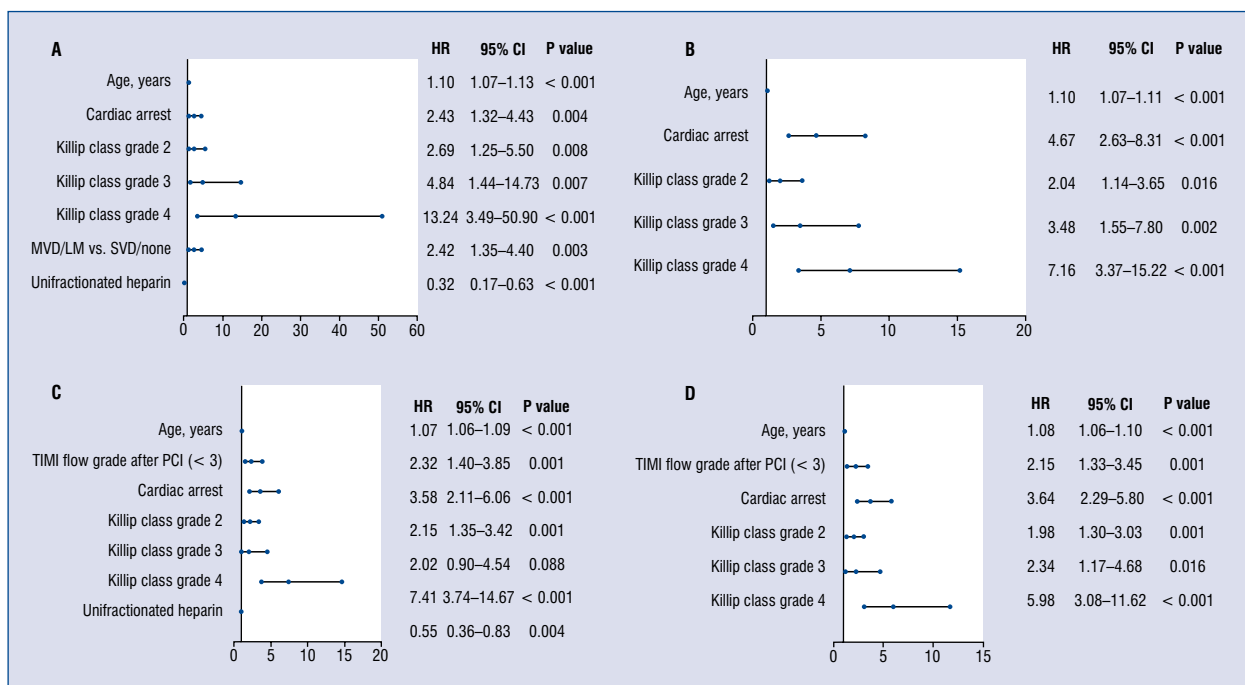 A
HR 95% CI P value
Age, years 1.10 1.07–1.13 < 0.001
Cardiac arrest 2.43 1.32–4.43 0.004
Killip class grade 2 2.69 1.25–5.50 0.008
Killip class grade 3 4.84 1.44–14.73 0.007
Killip class grade 4 13.24 3.49–50.90 < 0.001
MVD/LM vs. SVD/none 2.42 1.35–4.40 0.003
Unifractionated heparin 0.32 0.17–0.63 < 0.001
0 10 20 30 40 50 60
B
HR 95% CI P value
Age, years 1.10 1.07–1.11 < 0.001
Cardiac arrest 4.67 2.63–8.31 < 0.001
Killip class grade 2 2.04 1.14–3.65 0.016
Killip class grade 3 3.48 1.55–7.80 0.002
Killip class grade 4 7.16 3.37–15.22 < 0.001
0 5 10 15 20
C
HR 95% CI P value
Age, years 1.07 1.06–1.09 < 0.001
TIMI flow grade after PCI (< 3) 2.32 1.40–3.85 0.001
Cardiac arrest 3.58 2.11–6.06 < 0.001
Killip class grade 2 2.15 1.35–3.42 0.001
Killip class grade 3 2.02 0.90–4.54 0.088
Killip class grade 4 7.41 3.74–14.67 < 0.001
Unifractionated heparin 0.55 0.36–0.83 0.004
0 5 10 15 20
D
HR 95% CI P value
Age, years 1.08 1.06–1.10 < 0.001
TIMI flow grade after PCI (< 3) 2.15 1.33–3.45 0.001
Cardiac arrest 3.64 2.29–5.80 < 0.001
Killip class grade 2 1.98 1.30–3.03 0.001
Killip class grade 3 2.34 1.17–4.68 0.016
Killip class grade 4 5.98 3.08–11.62 < 0.001
0 5 10 15